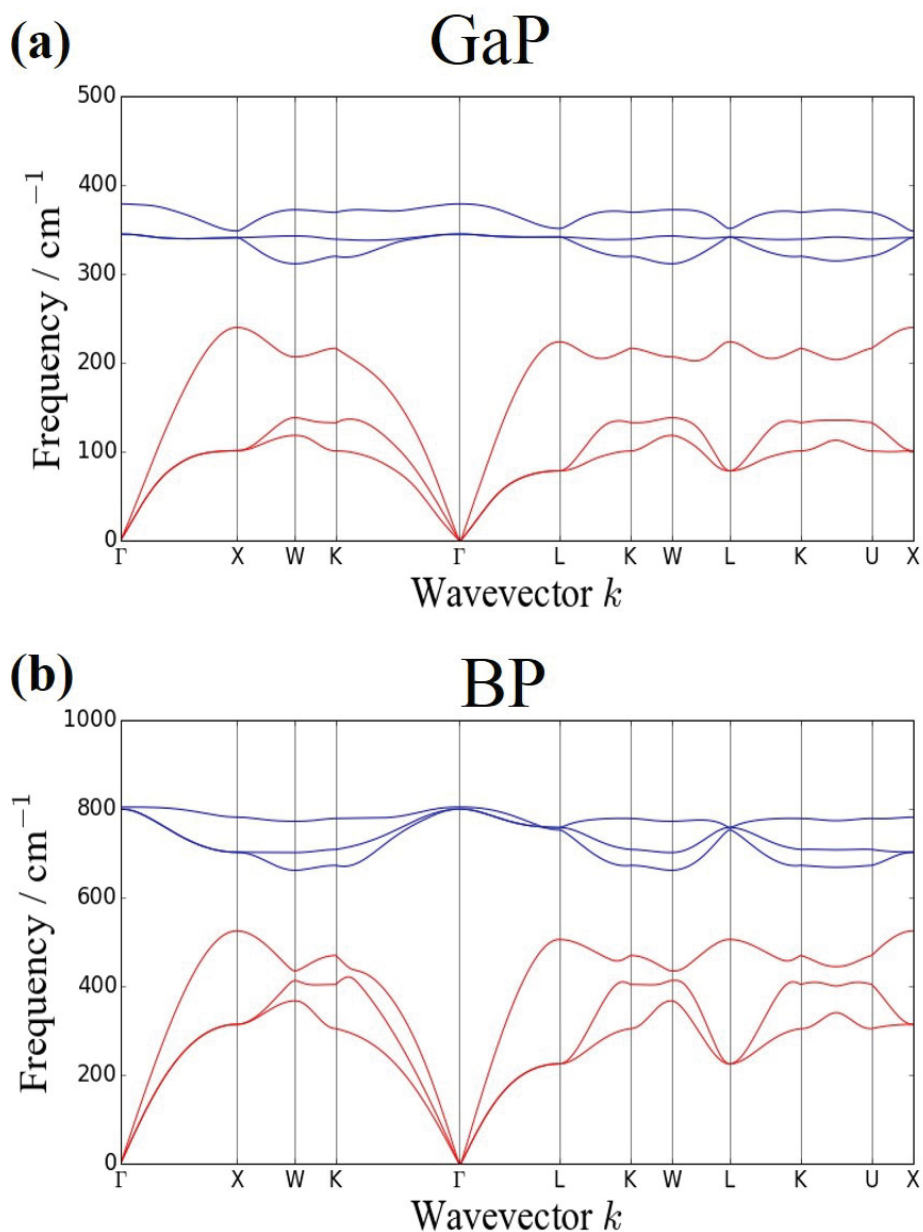 (a) GaP
500
400
300
200
100
0
Frequency / cm⁻¹
Γ X W K Γ L K W L K U X
Wavevector k
(b) BP
1000
800
600
400
200
0
Frequency / cm⁻¹
Γ X W K Γ L K W L K U X
Wavevector k